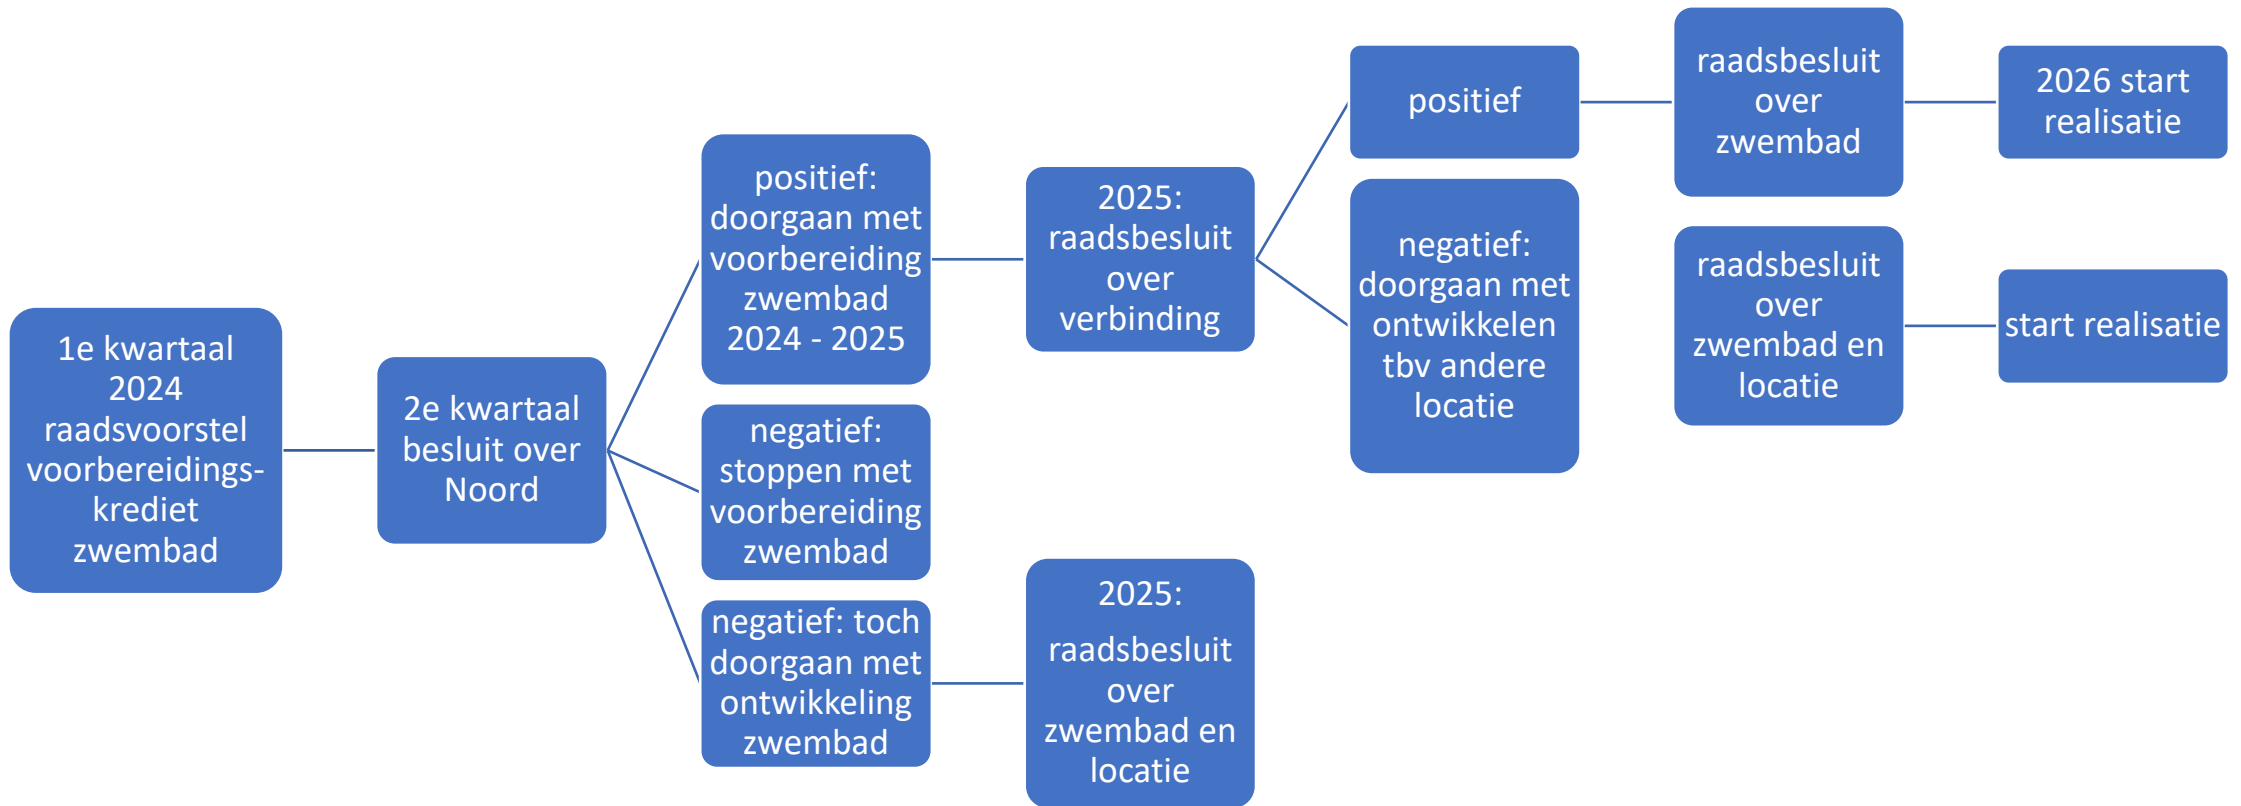 1e kwartaal
2024
raadsvoorstel
voorbereidings-
krediet
zwembad
2e kwartaal
besluit over
Noord
positief:
doorgaan met
voorbereiding
zwembad
2024 - 2025
negatief:
stoppen met
voorbereiding
zwembad
negatief: toch
doorgaan met
ontwikkeling
zwembad
2025:
raadsbesluit
over
verbinding
2025:
raadsbesluit
over
zwembad en
locatie
positief
negatief:
doorgaan met
ontwikkelen
tbv andere
locatie
raadsbesluit
over
zwembad
raadsbesluit
over
zwembad en
locatie
2026 start
realisatie
start realisatie